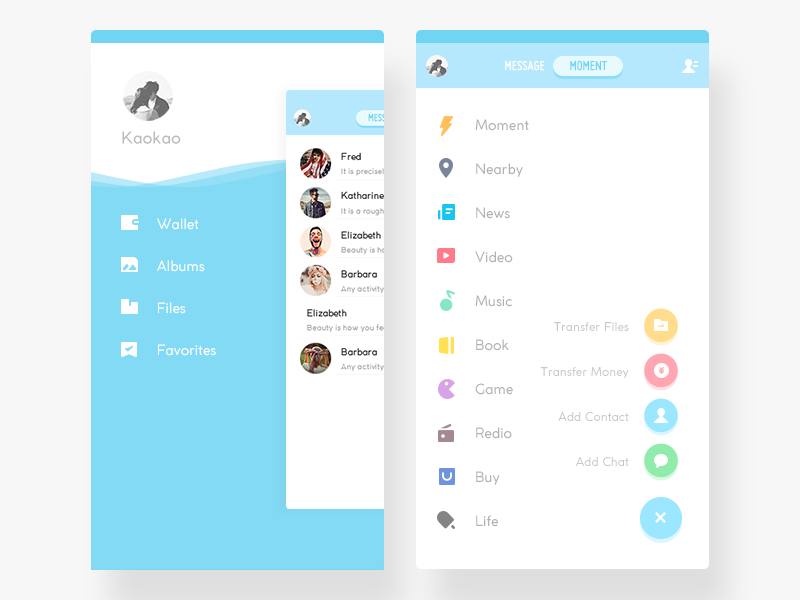 Kaokao
Wallet
Albums
Files
Favorites
Fred
It is precisel
Katharine
It is a rough
Elizabeth
Beauty is ho
Barbara
Any activity
Elizabeth
Beauty is how you fe
Barbara
Any activity
MESSAGE MOMENT
Moment
Nearby
News
Video
Music
Transfer Files
Book
Transfer Money
Game
Add Contact
Redio
Add Chat
Buy
Life